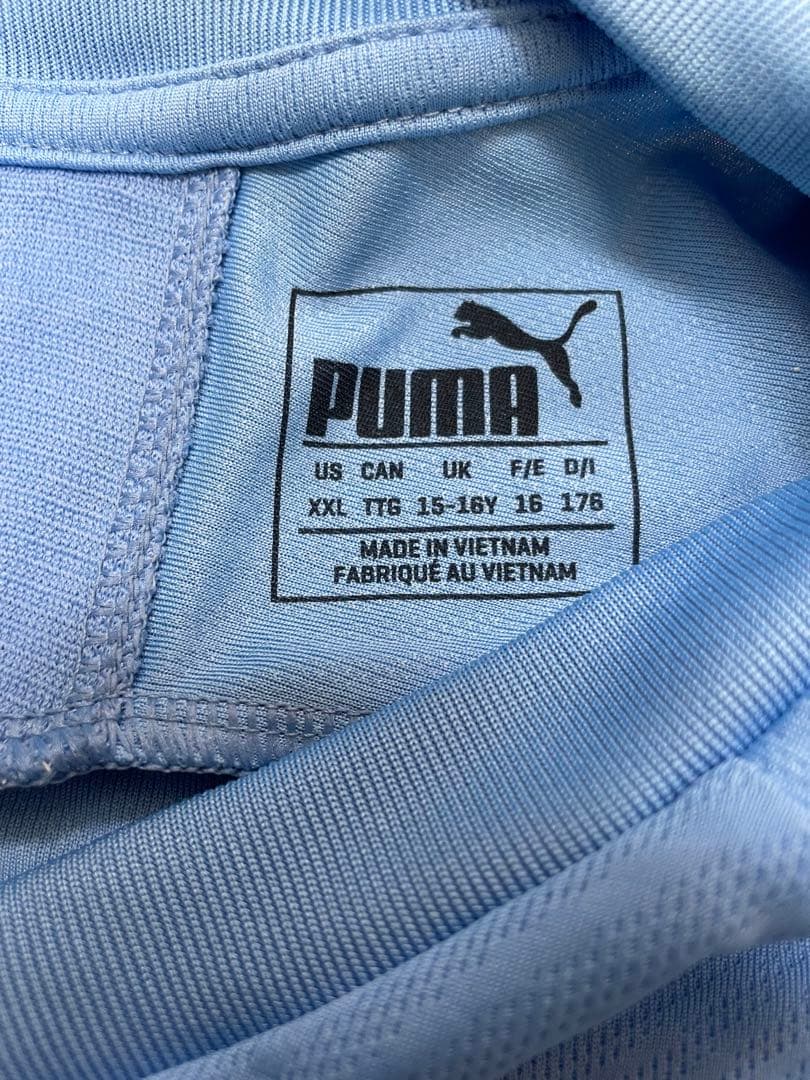 PUMA
US CAN UK F/E D/I
XXL TTG 15-16Y 16 176
MADE IN VIETNAM
FABRIQUÉ AU VIETNAM